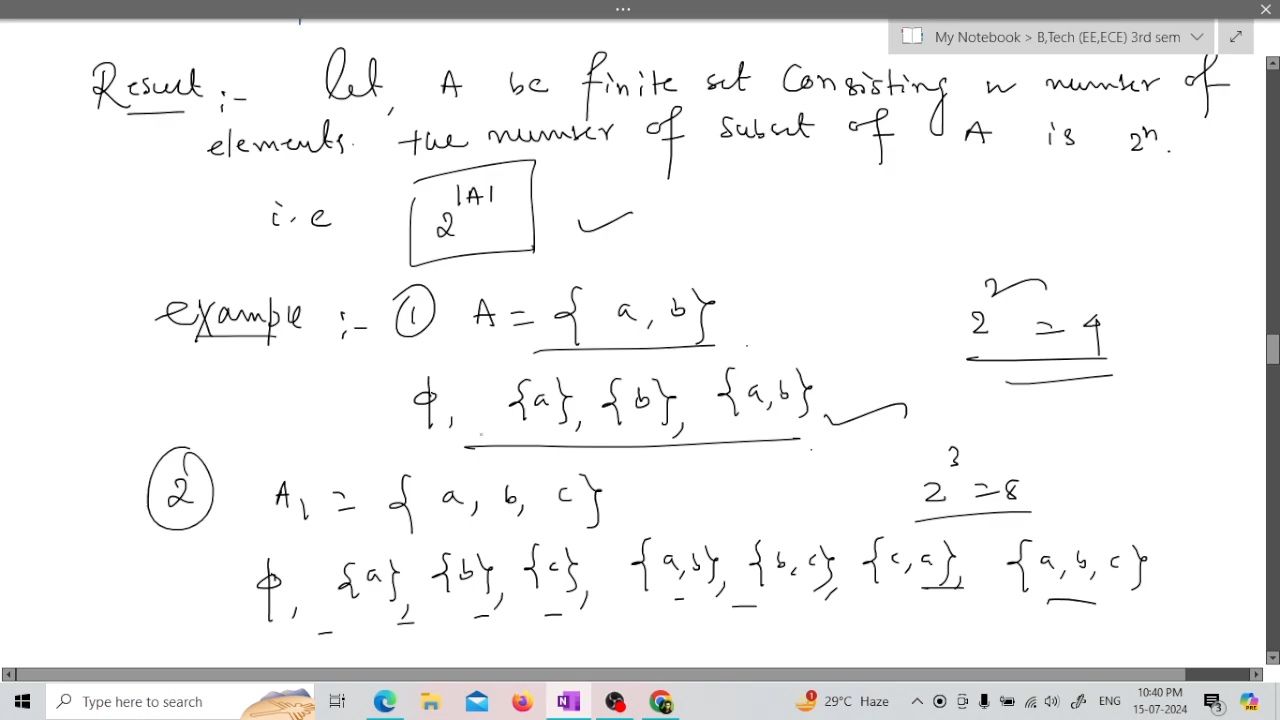 ...
My Notebook > B,Tech (EE,ECE) 3rd sem
Result :- Let, A be finite set Consisting n number of
elements. the number of subset of A is 2ⁿ.
i.e 2^|A|
example :- ① A = { a, b}
2² = 4
φ, {a}, {b}, {a,b}
② A₁ = { a, b, c}
2³ = 8
φ, {a}, {b}, {c}, {a,b}, {b,c}, {c,a}, {a, b, c}
Type here to search
1
29°C Haze
ENG
10:40 PM
15-07-2024
3